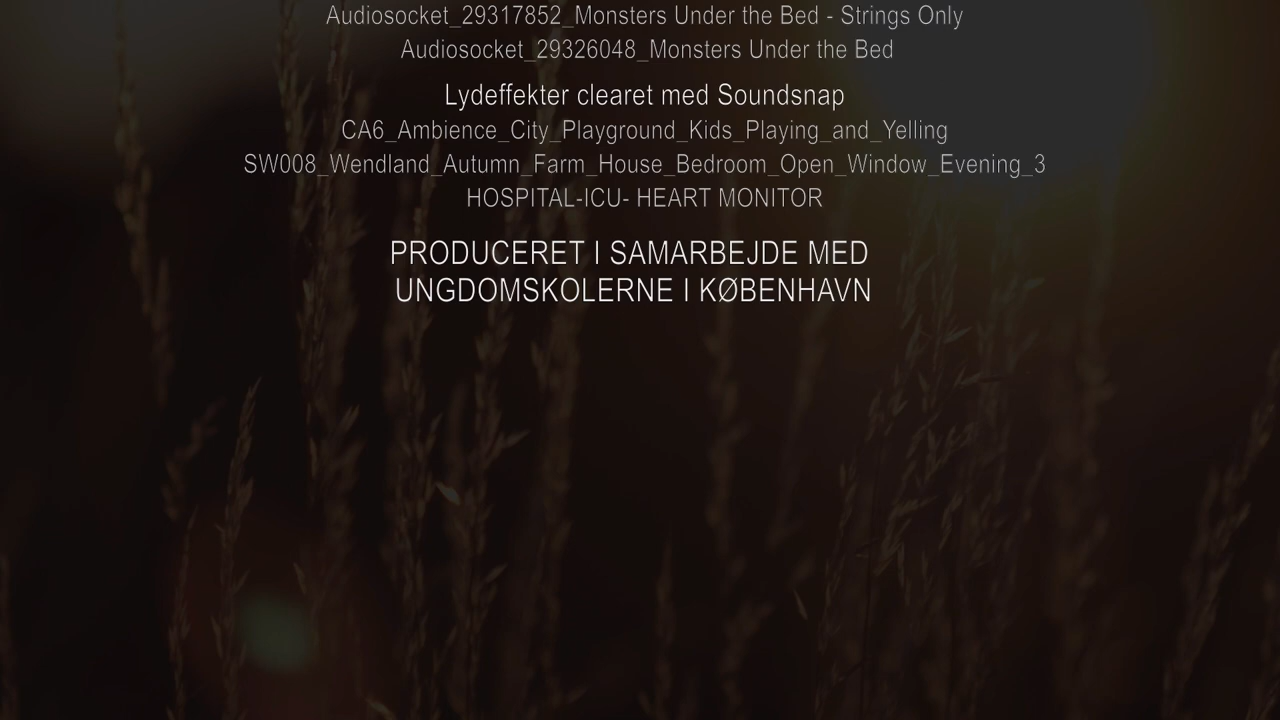 Audiosocket_29317852_Monsters Under the Bed - Strings Only
Audiosocket_29326048_Monsters Under the Bed
Lydeffekter clearet med Soundsnap
CA6_Ambience_City_Playground_Kids_Playing_and_Yelling
SW008_Wendland_Autumn_Farm_House_Bedroom_Open_Window_Evening_3
HOSPITAL-ICU- HEART MONITOR
PRODUCERET I SAMARBEJDE MED
UNGDOMSKOLERNE I KØBENHAVN